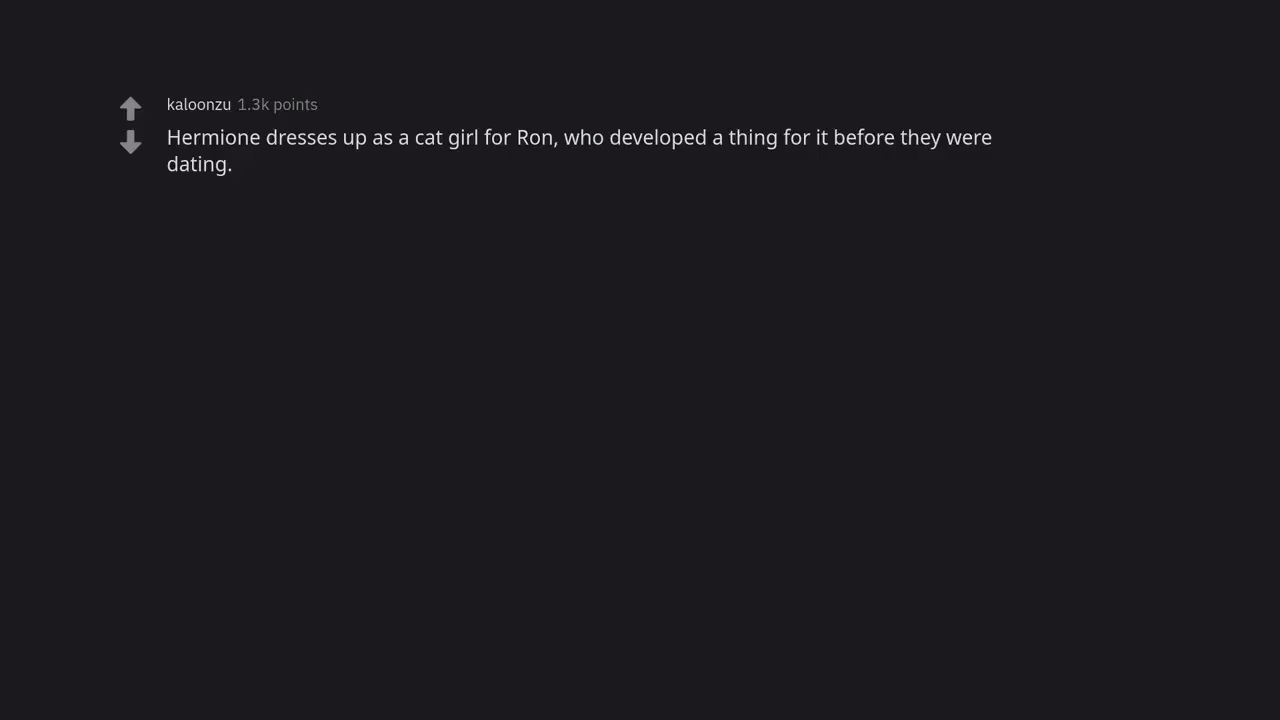 kaloonzu 1.3k points
Hermione dresses up as a cat girl for Ron, who developed a thing for it before they were
dating.